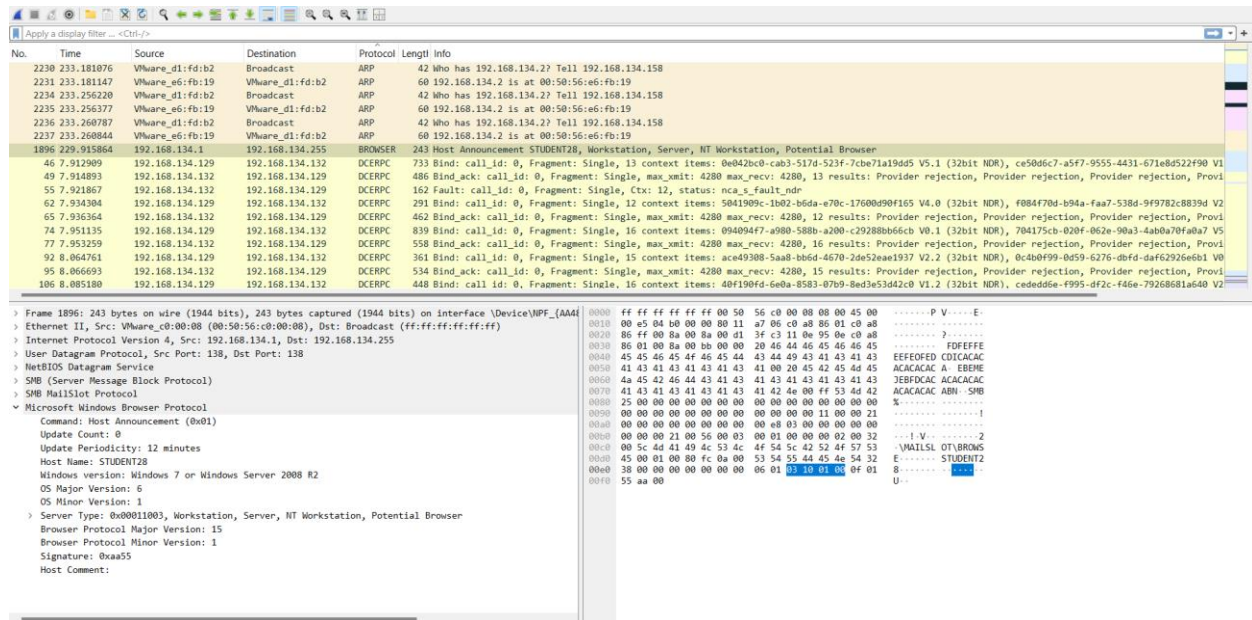 Apply a display filter ... <Ctrl-/>
No. Time Source Destination Protocol Lengtl Info
2230 233.181076 VMware_d1:fd:b2 Broadcast ARP 42 Who has 192.168.134.2? Tell 192.168.134.158
2231 233.181147 VMware_e6:fb:19 VMware_d1:fd:b2 ARP 60 192.168.134.2 is at 00:50:56:e6:fb:19
2234 233.256220 VMware_d1:fd:b2 Broadcast ARP 42 Who has 192.168.134.2? Tell 192.168.134.158
2235 233.256377 VMware_e6:fb:19 VMware_d1:fd:b2 ARP 60 192.168.134.2 is at 00:50:56:e6:fb:19
2236 233.260787 VMware_d1:fd:b2 Broadcast ARP 42 Who has 192.168.134.2? Tell 192.168.134.158
2237 233.260844 VMware_e6:fb:19 VMware_d1:fd:b2 ARP 60 192.168.134.2 is at 00:50:56:e6:fb:19
1896 229.915864 192.168.134.1 192.168.134.255 BROWSER 243 Host Announcement STUDENT28, Workstation, Server, NT Workstation, Potential Browser
46 7.912909 192.168.134.129 192.168.134.132 DCERPC 733 Bind: call_id: 0, Fragment: Single, 13 context items: 0e042bc0-cab3-517d-523f-7cbe71a19dd5 V5.1 (32bit NDR), ce50d6c7-a5f7-9555-4431-671e8d522f90 V1
49 7.914893 192.168.134.129 192.168.134.132 DCERPC 486 Bind_ack: call_id: 0, Fragment: Single, max_xmit: 4280 max_recv: 4280, 13 results: Provider rejection, Provider rejection, Provider rejection, Provi
55 7.921867 192.168.134.129 192.168.134.132 DCERPC 162 Fault: call_id: 0, Fragment: Single, Ctx: 12, status: nca_s_fault_ndr
62 7.934304 192.168.134.129 192.168.134.132 DCERPC 291 Bind: call_id: 0, Fragment: Single, 12 context items: 5041909c-1b02-b6da-e70c-17600d90f165 V4.0 (32bit NDR), f084f70d-b94a-faa7-538d-9f9782c8839d V2
65 7.936364 192.168.134.129 192.168.134.132 DCERPC 462 Bind_ack: call_id: 0, Fragment: Single, max_xmit: 4280 max_recv: 4280, 12 results: Provider rejection, Provider rejection, Provider rejection, Provi
74 7.951135 192.168.134.129 192.168.134.132 DCERPC 839 Bind: call_id: 0, Fragment: Single, 16 context items: 094094f7-a980-588b-a200-c29288bb66cb V0.1 (32bit NDR), 704175cb-020f-062e-90a3-4ab0a70fa0a7 V5
77 7.953259 192.168.134.129 192.168.134.132 DCERPC 558 Bind_ack: call_id: 0, Fragment: Single, max_xmit: 4280 max_recv: 4280, 16 results: Provider rejection, Provider rejection, Provider rejection, Provi
92 8.064761 192.168.134.129 192.168.134.132 DCERPC 361 Bind: call_id: 0, Fragment: Single, 15 context items: ace49308-5aa8-bb6d-4670-2de52eae1937 V2.2 (32bit NDR), 0c4b0f99-0d59-6276-dbfd-daf62926e6b1 V0
95 8.066693 192.168.134.129 192.168.134.132 DCERPC 534 Bind_ack: call_id: 0, Fragment: Single, max_xmit: 4280 max_recv: 4280, 15 results: Provider rejection, Provider rejection, Provider rejection, Provi
106 8.085180 192.168.134.129 192.168.134.132 DCERPC 448 Bind: call_id: 0, Fragment: Single, 16 context items: 40f190fd-6e0a-8583-07b9-8ed3e53d42c0 V1.2 (32bit NDR), cededd6e-f995-df2c-f46e-79268681a640 V2
Frame 1896: 243 bytes on wire (1944 bits), 243 bytes captured (1944 bits) on interface \Device\NPF_{AA4
Ethernet II, Src: VMware_c0:00:08 (00:50:56:c0:00:08), Dst: Broadcast (ff:ff:ff:ff:ff:ff)
Internet Protocol Version 4, Src: 192.168.134.1, Dst: 192.168.134.255
User Datagram Protocol, Src Port: 138, Dst Port: 138
NetBIOS Datagram Service
SMB (Server Message Block Protocol)
SMB MailSlot Protocol
Microsoft Windows Browser Protocol
Command: Host Announcement (0x01)
Update Count: 0
Update Periodicity: 12 minutes
Host Name: STUDENT28
Windows version: Windows 7 or Windows Server 2008 R2
OS Major Version: 6
OS Minor Version: 1
Server Type: 0x00011003, Workstation, Server, NT Workstation, Potential Browser
Browser Protocol Major Version: 15
Browser Protocol Minor Version: 1
Signature: 0xaa55
Host Comment:
0000 ff ff ff ff ff ff 00 50 56 c0 00 08 08 00 45 00 ·······P V·····E·
0010 00 e5 04 b0 00 00 80 11 a7 06 c0 a8 86 01 c0 a8
0020 86 ff 00 8a 00 8a 00 d1 3f c3 11 0e 95 0e c0 a8 ········ ?·······
0030 86 01 00 8a 00 bb 00 00 20 46 44 46 45 46 46 45 ········ FDFEFFE
0040 45 45 46 45 4f 46 45 44 43 44 49 43 41 43 41 43 EEFEOFED CDICACAC
0050 41 43 41 43 41 43 41 43 41 00 20 45 42 45 4d 45 ACACACAC A· EBEME
0060 4a 45 42 46 44 43 41 43 41 43 41 43 41 43 41 43 JEBFDCAC ACACACAC
0070 41 43 41 43 41 43 41 43 41 42 4e 00 ff 53 4d 42 ACACACAC ABN··SMB
0080 25 00 00 00 00 00 00 00 00 00 00 00 00 00 00 00 %······· ········
0090 00 00 00 00 00 00 00 00 00 00 00 00 11 00 00 21 ········ ·······!
00a0 00 00 00 00 00 00 00 00 00 e8 03 00 00 00 00 00
00b0 00 00 00 21 00 56 00 03 00 01 00 00 00 02 00 32 ···!·V·· ·······2
00c0 00 5c 4d 41 49 4c 53 4c 4f 54 5c 42 52 4f 57 53 ·\MAILSL OT\BROWS
00d0 45 00 01 00 80 fc 0a 00 53 54 55 44 45 4e 54 32 E······· STUDENT2
00e0 38 00 00 00 00 00 00 00 06 01 03 10 01 00 0f 01 8······· ········
00f0 55 aa 00 U··